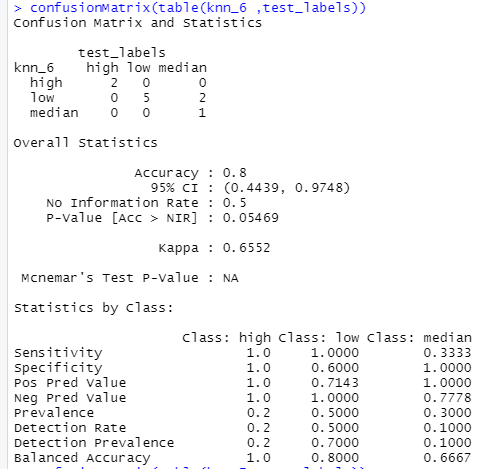 > confusionMatrix(table(knn_6 ,test_labels))
Confusion Matrix and Statistics
test_labels
knn_6 high low median
high 2 0 0
low 0 5 2
median 0 0 1
Overall Statistics
Accuracy : 0.8
95% CI : (0.4439, 0.9748)
No Information Rate : 0.5
P-Value [Acc > NIR] : 0.05469
Kappa : 0.6552
Mcnemar's Test P-Value : NA
Statistics by Class:
Class: high Class: low Class: median
Sensitivity 1.0 1.0000 0.3333
Specificity 1.0 0.6000 1.0000
Pos Pred Value 1.0 0.7143 1.0000
Neg Pred Value 1.0 1.0000 0.7778
Prevalence 0.2 0.5000 0.3000
Detection Rate 0.2 0.5000 0.1000
Detection Prevalence 0.2 0.7000 0.1000
Balanced Accuracy 1.0 0.8000 0.6667